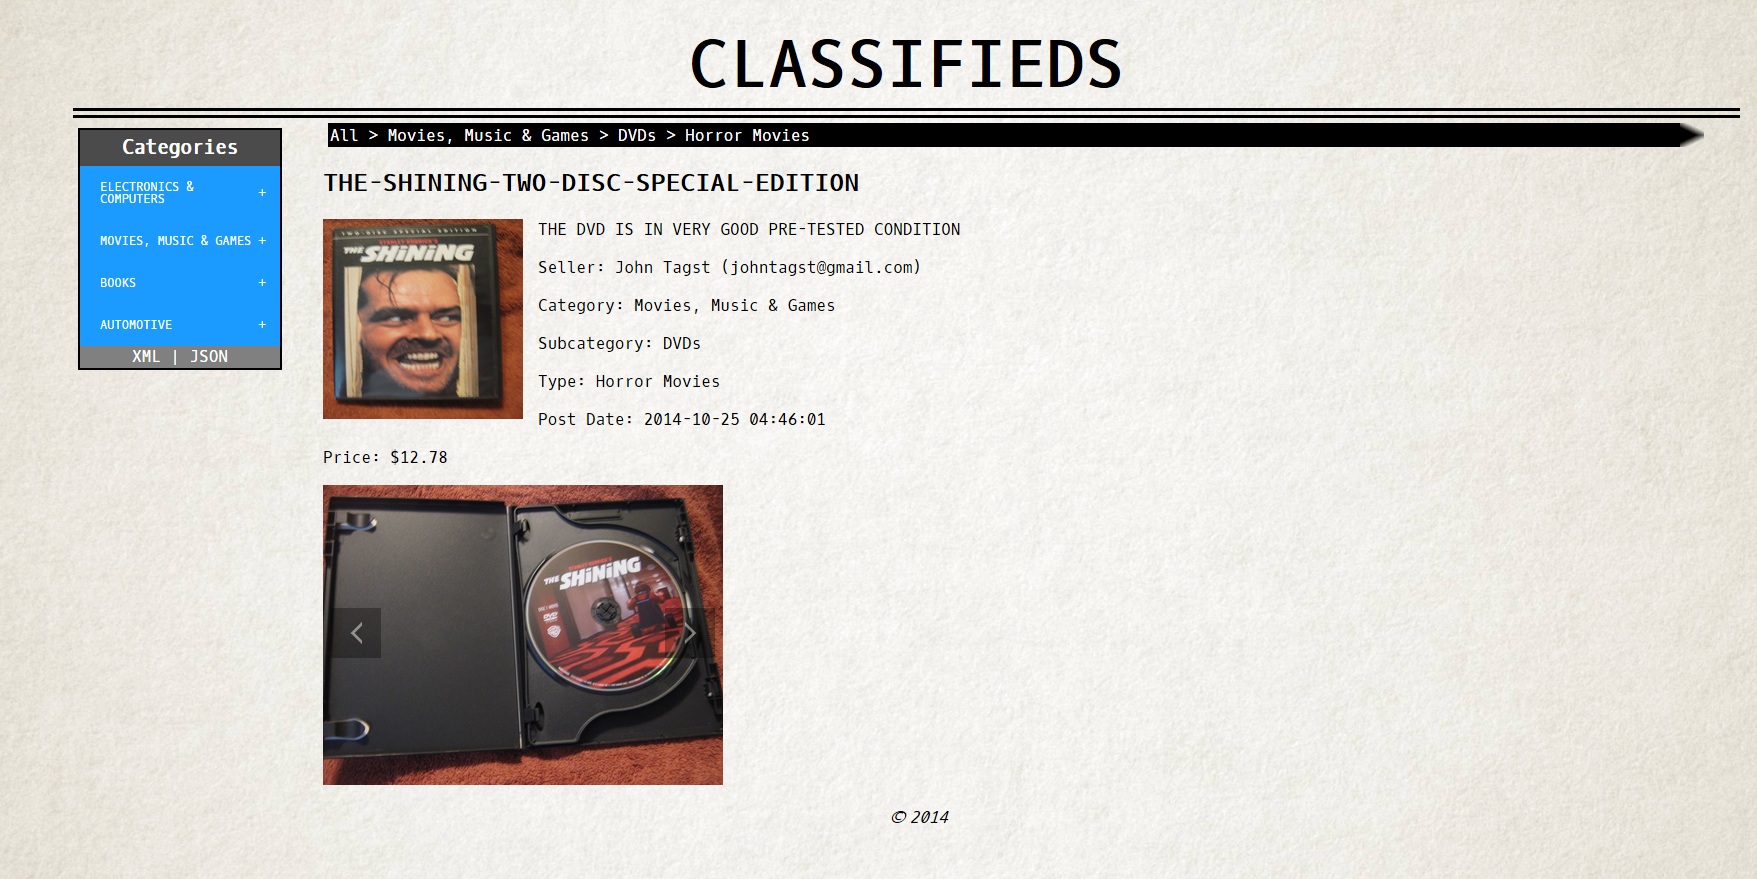 CLASSIFIEDS
Categories
ELECTRONICS &
COMPUTERS +
MOVIES, MUSIC & GAMES +
BOOKS +
AUTOMOTIVE +
XML | JSON
All > Movies, Music & Games > DVDs > Horror Movies
THE-SHINING-TWO-DISC-SPECIAL-EDITION
TWO-DISC SPECIAL EDITION
STANLEY KUBRICK'S
THE SHiNiNG
THE DVD IS IN VERY GOOD PRE-TESTED CONDITION
Seller: John Tagst (johntagst@gmail.com)
Category: Movies, Music & Games
Subcategory: DVDs
Type: Horror Movies
Post Date: 2014-10-25 04:46:01
Price: $12.78
THE SHiNiNG
DVD
© 2014